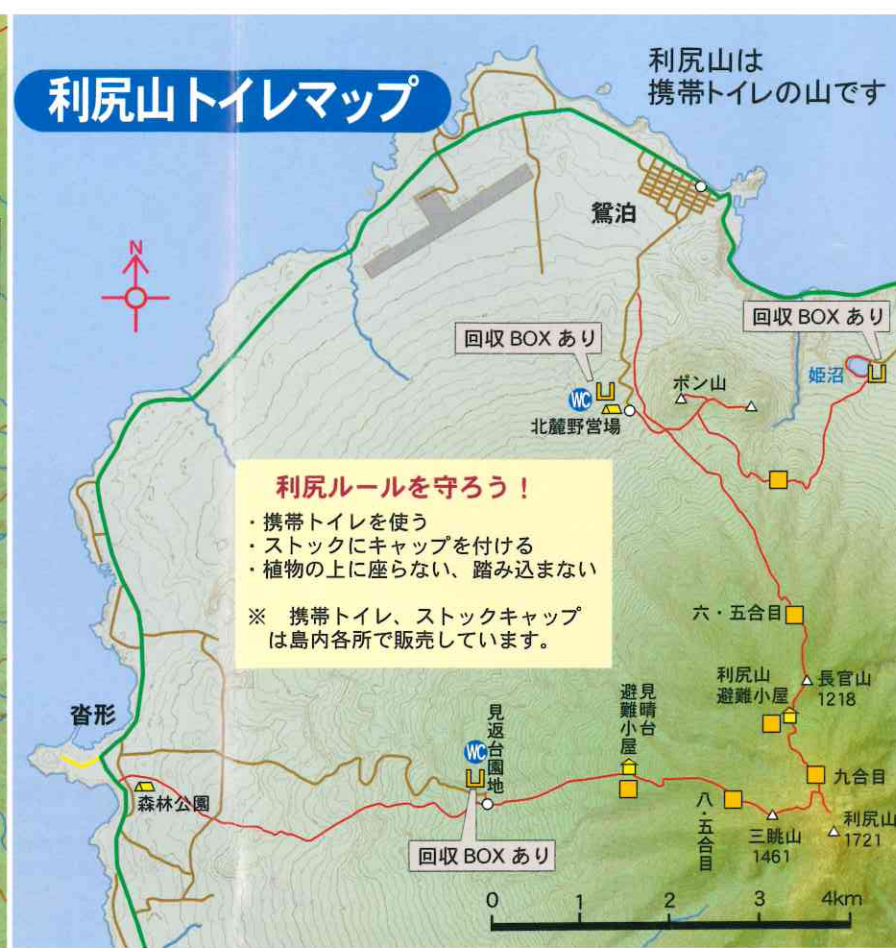 利尻山トイレマップ
利尻山は
携帯トイレの山です
N
鴛泊
回収 BOX あり
回収 BOX あり
姫沼
ポン山
WC
北麓野営場
利尻ルールを守ろう！
・携帯トイレを使う
・ストックにキャップを付ける
・植物の上に座らない、踏み込まない
※ 携帯トイレ、ストックキャップ
は島内各所で販売しています。
六・五合目
利尻山
避難小屋
長官山
1218
沓形
森林公園
WC
見返台園地
見晴台
避難小屋
回収 BOX あり
八・五合目
三眺山
1461
九合目
利尻山
1721
0 1 2 3 4km